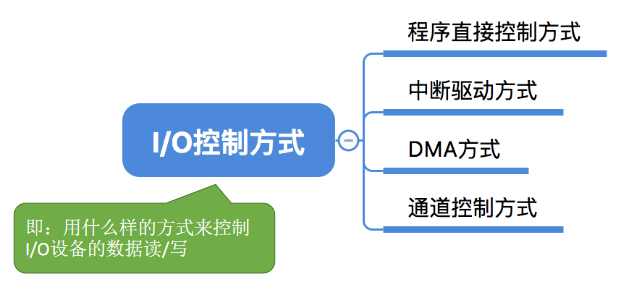 程序直接控制方式
中断驱动方式
I/O控制方式
DMA方式
通道控制方式
即：用什么样的方式来控制
I/O设备的数据读/写